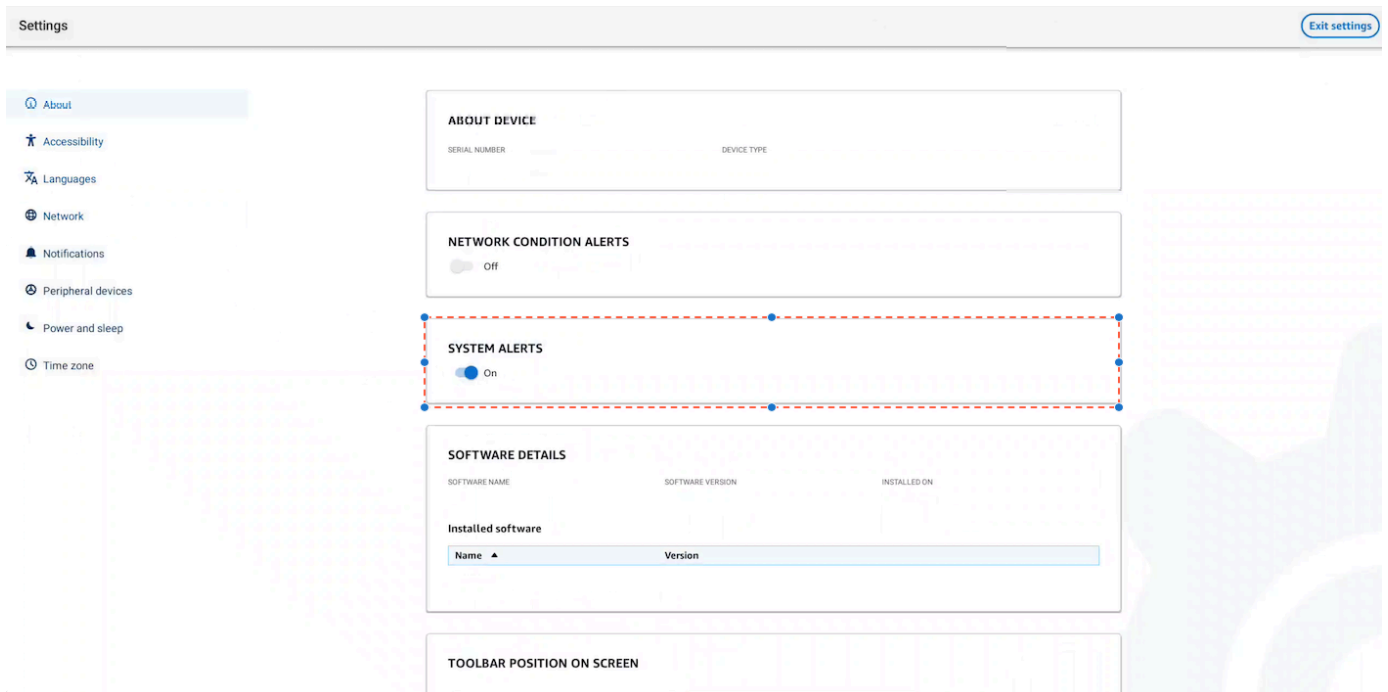 Settings
Exit settings
About
Accessibility
Languages
Network
Notifications
Peripheral devices
Power and sleep
Time zone
ABOUT DEVICE
SERIAL NUMBER DEVICE TYPE
NETWORK CONDITION ALERTS
Off
SYSTEM ALERTS
On
SOFTWARE DETAILS
SOFTWARE NAME SOFTWARE VERSION INSTALLED ON
Installed software
Name Version
TOOLBAR POSITION ON SCREEN